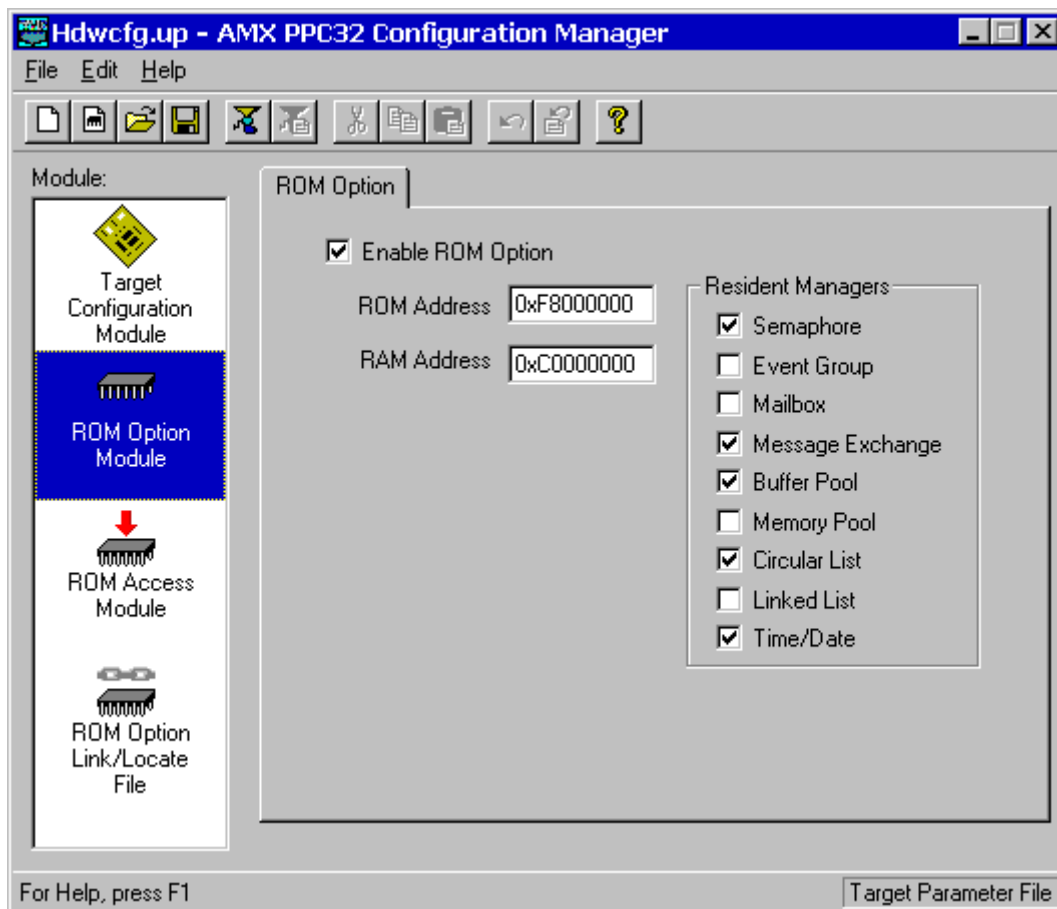 Hdwcfg.up - AMX PPC32 Configuration Manager
File Edit Help
Module:
Target
Configuration
Module
ROM Option
Module
ROM Access
Module
ROM Option
Link/Locate
File
ROM Option
Enable ROM Option
ROM Address 0xF8000000
RAM Address 0xC0000000
Resident Managers
Semaphore
Event Group
Mailbox
Message Exchange
Buffer Pool
Memory Pool
Circular List
Linked List
Time/Date
For Help, press F1
Target Parameter File